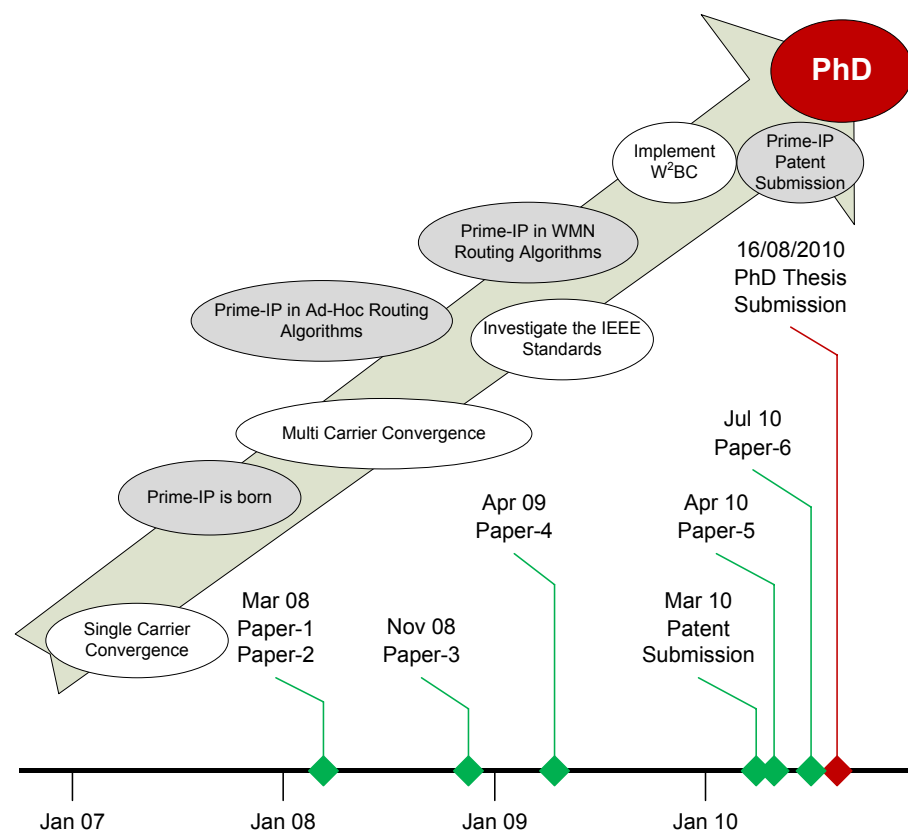 PhD
Implement
W²BC
Prime-IP
Patent
Submission
Prime-IP in WMN
Routing Algorithms
16/08/2010
PhD Thesis
Submission
Prime-IP in Ad-Hoc Routing
Algorithms
Investigate the IEEE
Standards
Multi Carrier Convergence
Jul 10
Paper-6
Prime-IP is born
Apr 09
Paper-4
Apr 10
Paper-5
Single Carrier
Convergence
Mar 08
Paper-1
Paper-2
Nov 08
Paper-3
Mar 10
Patent
Submission
Jan 07
Jan 08
Jan 09
Jan 10